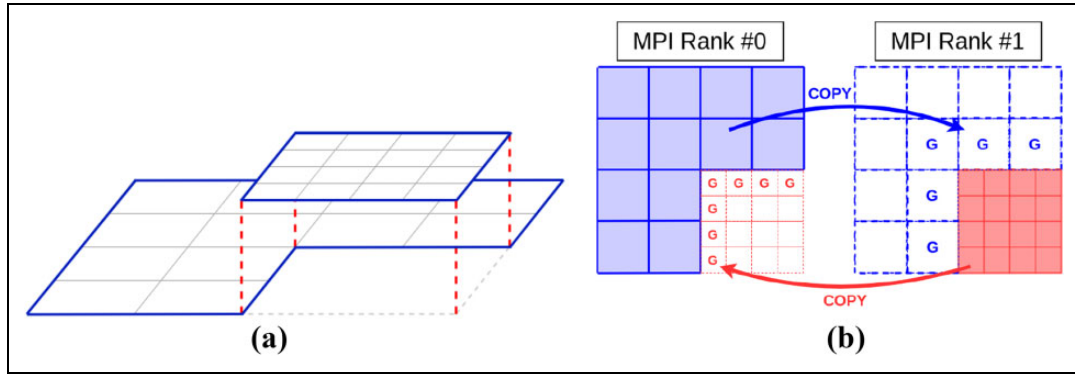 MPI Rank #0
MPI Rank #1
COPY
G G G
G G G G
G
G
G
G
G
COPY
(a)
(b)